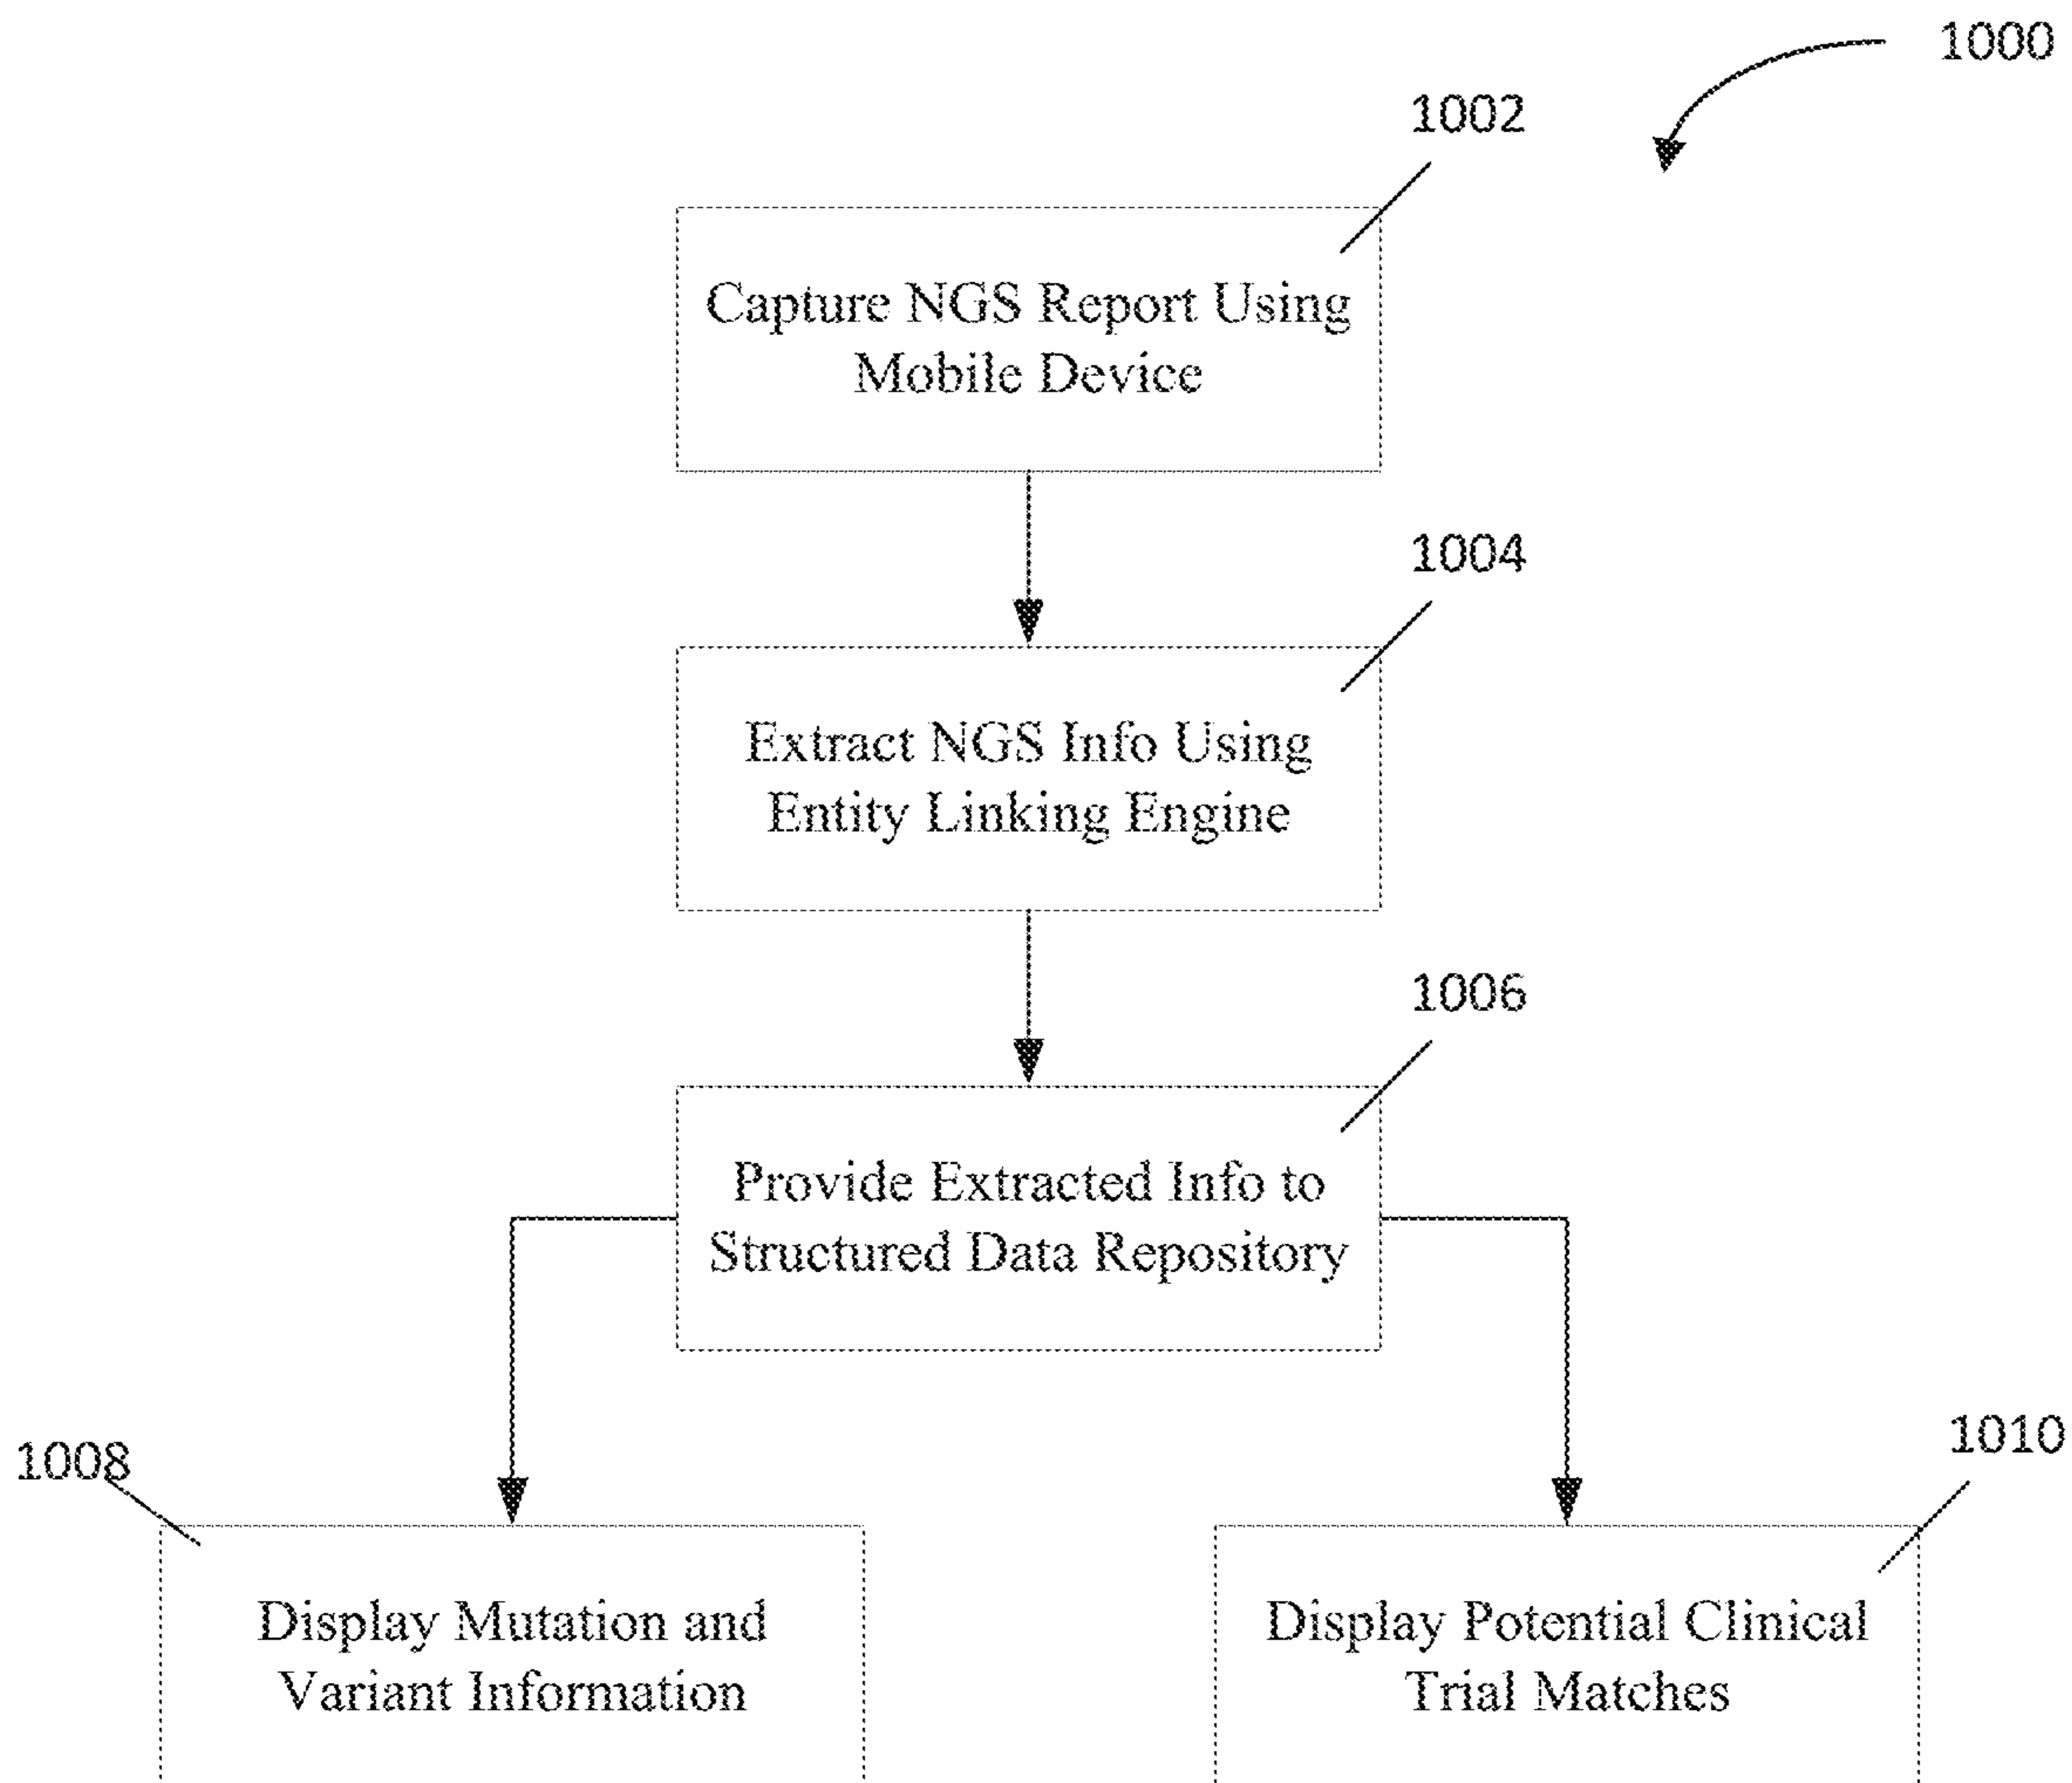 1000
1002
Capture NGS Report Using
Mobile Device
1004
Extract NGS Info Using
Entity Linking Engine
1006
Provide Extracted Info to
Structured Data Repository
1008
Display Mutation and
Variant Information
1010
Display Potential Clinical
Trial Matches